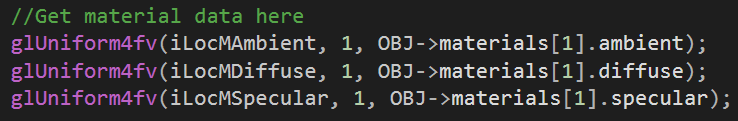 //Get material data here
glUniform4fv(iLocMAmbient, 1, OBJ->materials[1].ambient);
glUniform4fv(iLocMDiffuse, 1, OBJ->materials[1].diffuse);
glUniform4fv(iLocMSpecular, 1, OBJ->materials[1].specular);